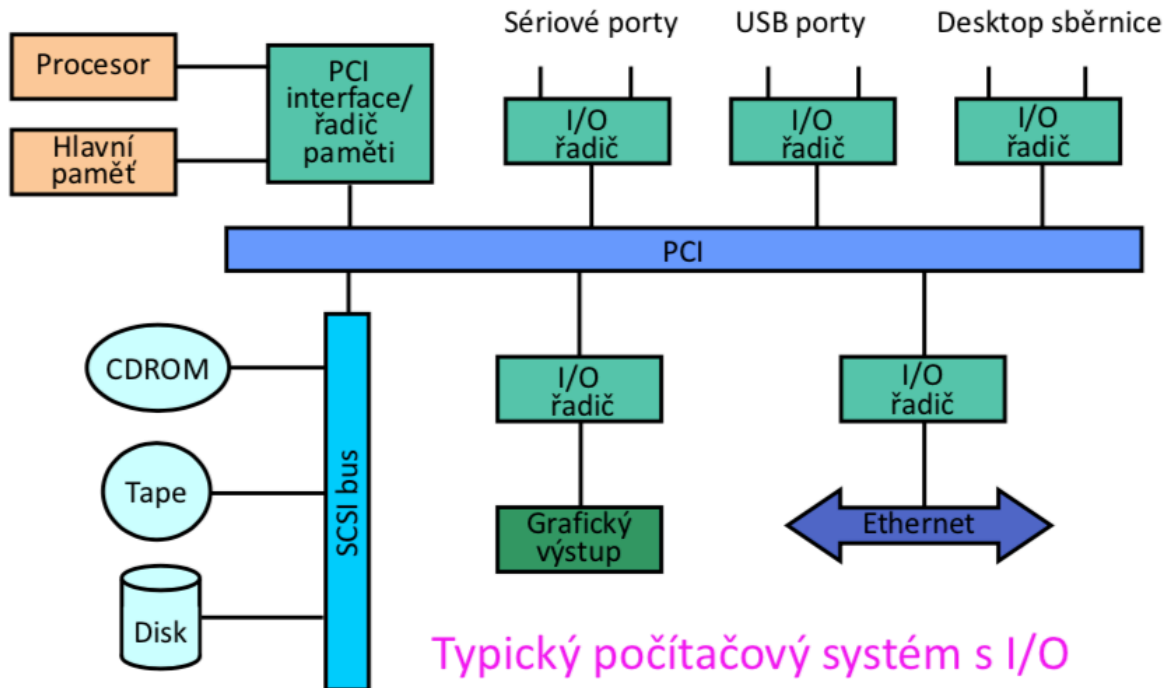 Sériové porty
USB porty
Desktop sběrnice
Procesor
PCI
interface/
řadič
paměti
Hlavní
paměť
I/O
řadič
I/O
řadič
I/O
řadič
PCI
CDROM
Tape
Disk
SCSI bus
I/O
řadič
I/O
řadič
Grafický
výstup
Ethernet
Typický počítačový systém s I/O